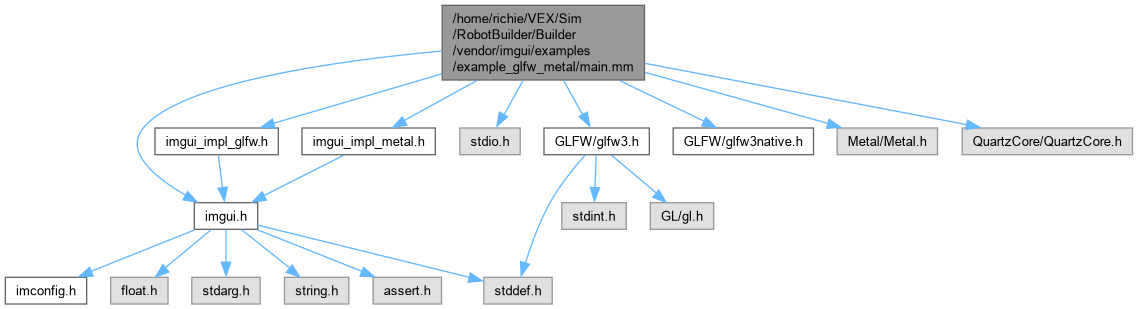 /home/richie/VEX/Sim
/RobotBuilder/Builder
/vendor/imgui/examples
/example_glfw_metal/main.mm
imgui_impl_glfw.h
imgui_impl_metal.h
stdio.h
GLFW/glfw3.h
GLFW/glfw3native.h
Metal/Metal.h
QuartzCore/QuartzCore.h
imgui.h
stdint.h
GL/gl.h
imconfig.h
float.h
stdarg.h
string.h
assert.h
stddef.h